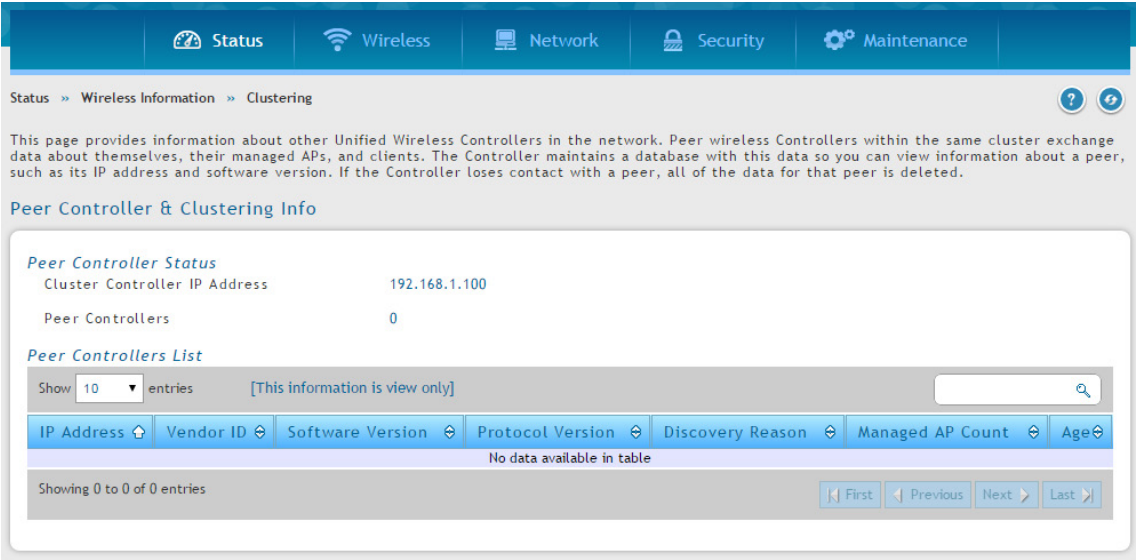 Status Wireless Network Security Maintenance
Status » Wireless Information » Clustering
This page provides information about other Unified Wireless Controllers in the network. Peer wireless Controllers within the same cluster exchange
data about themselves, their managed APs, and clients. The Controller maintains a database with this data so you can view information about a peer,
such as its IP address and software version. If the Controller loses contact with a peer, all of the data for that peer is deleted.
Peer Controller & Clustering Info
Peer Controller Status
Cluster Controller IP Address 192.168.1.100
Peer Controllers 0
Peer Controllers List
Show 10 entries [This information is view only]
IP Address Vendor ID Software Version Protocol Version Discovery Reason Managed AP Count Age
No data available in table
Showing 0 to 0 of 0 entries First Previous Next Last